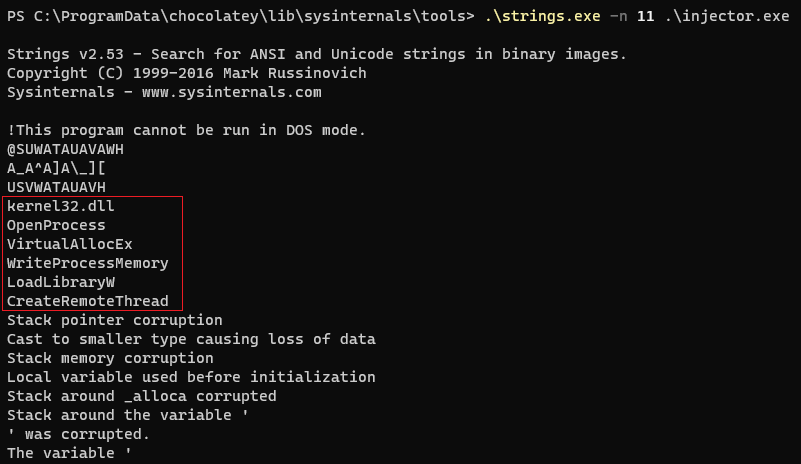 PS C:\ProgramData\chocolatey\lib\sysinternals\tools> .\strings.exe -n 11 .\injector.exe
Strings v2.53 - Search for ANSI and Unicode strings in binary images.
Copyright (C) 1999-2016 Mark Russinovich
Sysinternals - www.sysinternals.com
!This program cannot be run in DOS mode.
@SUWATAUAVAWH
A_A^A]A\_][
USVWATAUAVH
kernel32.dll
OpenProcess
VirtualAllocEx
WriteProcessMemory
LoadLibraryW
CreateRemoteThread
Stack pointer corruption
Cast to smaller type causing loss of data
Stack memory corruption
Local variable used before initialization
Stack around _alloca corrupted
Stack around the variable '
' was corrupted.
The variable '